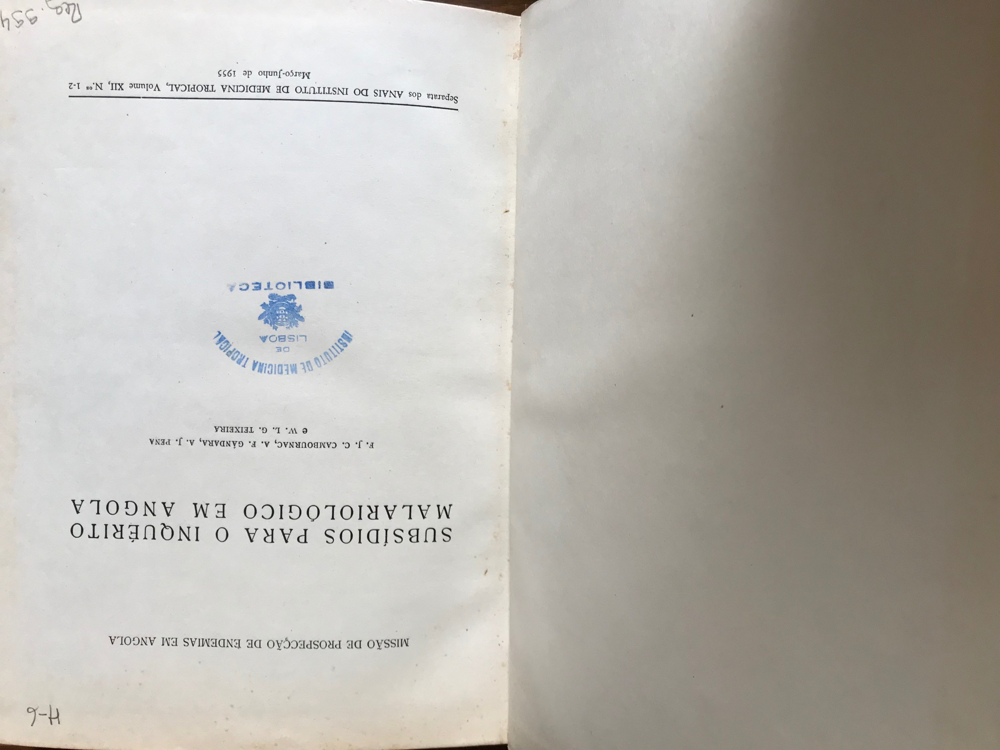 H-6
MISSÃO DE PROSPECÇÃO DE ENDEMIAS EM ANGOLA
SUBSÍDIOS PARA O INQUÉRITO
MALARIOLÓGICO EM ANGOLA
F. J. C. CAMBOURNAC, A. F. GÂNDARA, A. J. PENA
e W. L. G. TEIXEIRA
INSTITUTO DE MEDICINA TROPICAL
DE
LISBOA
BIBLIOTECA
Separata dos ANAIS DO INSTITUTO DE MEDICINA TROPICAL, Volume XII, N.os 1-2
Março-Junho de 1955
Reg. 954